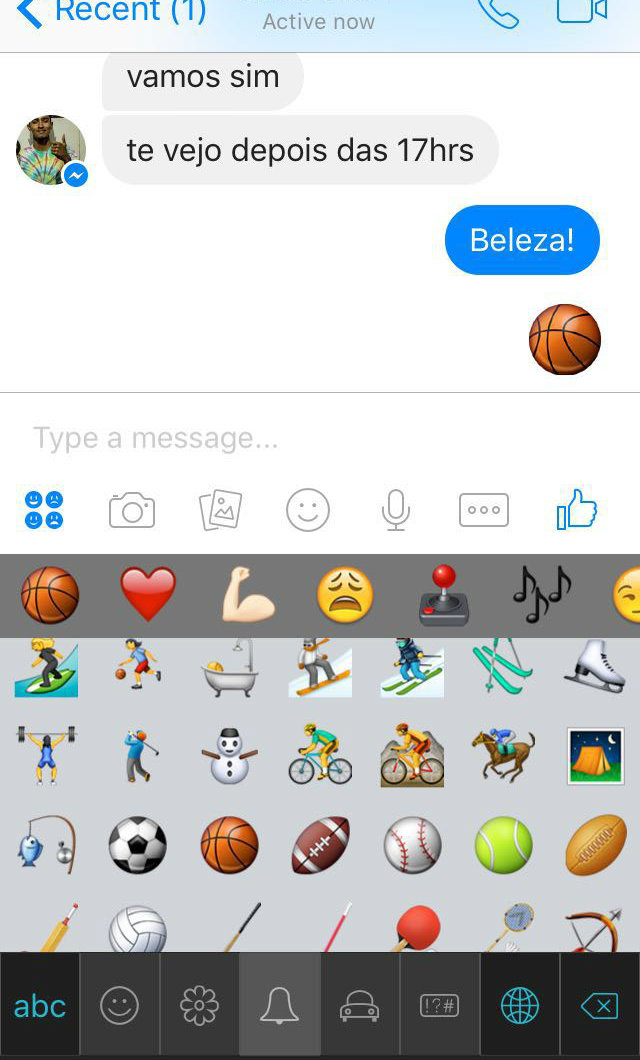 Recent (1)
Active now
vamos sim
te vejo depois das 17hrs
Beleza!
Type a message...
abc
!?#